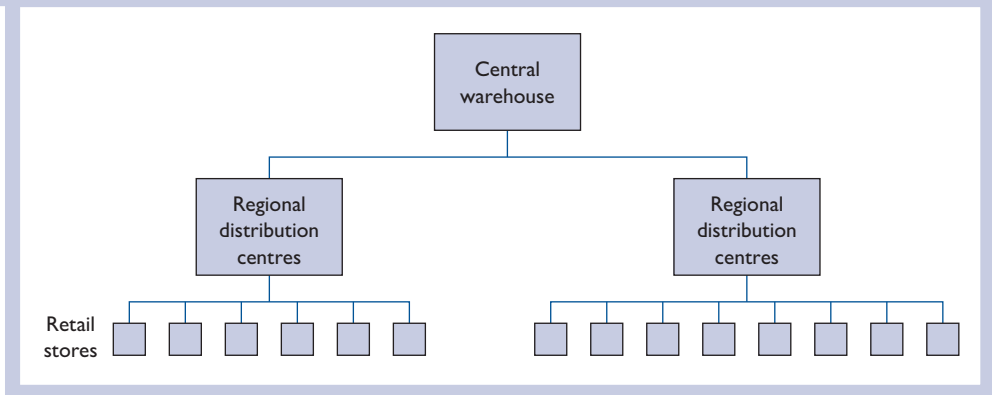 Central
warehouse
Regional
distribution
centres
Regional
distribution
centres
Retail
stores